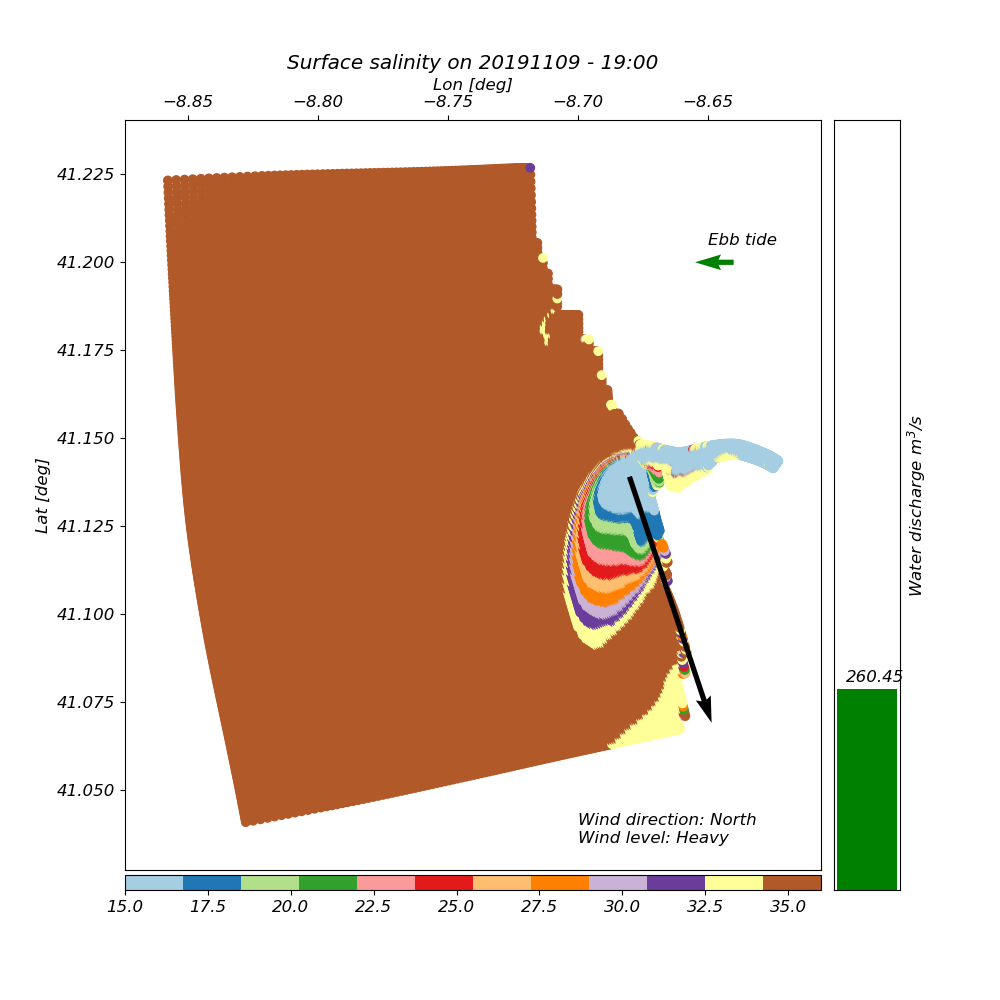 Surface salinity on 20191109 - 19:00
Lon [deg]
−8.85 −8.80 −8.75 −8.70 −8.65
41.225
Ebb tide
41.200
41.175
41.150
Lat [deg]
41.125
41.100
41.075
41.050
Water discharge m³/s
260.45
Wind direction: North
Wind level: Heavy
15.0 17.5 20.0 22.5 25.0 27.5 30.0 32.5 35.0